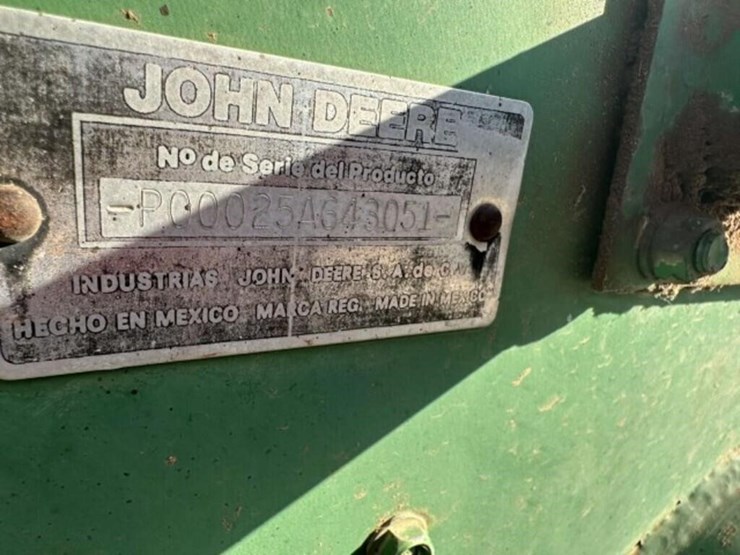 JOHN DEERE
Nº de Serie del Producto
-P00025A643051-
INDUSTRIAS JOHN DEERE S.A. de C.V.
HECHO EN MEXICO MARCA REG. MADE IN MEXICO